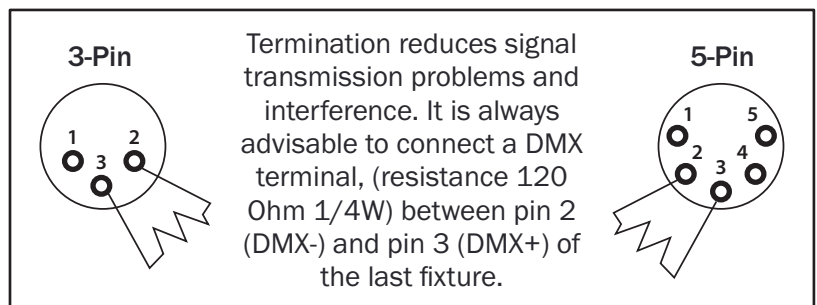 3-Pin
1
2
3
Termination reduces signal
transmission problems and
interference. It is always
advisable to connect a DMX
terminal, (resistance 120
Ohm 1/4W) between pin 2
(DMX-) and pin 3 (DMX+) of
the last fixture.
5-Pin
1
5
2
4
3